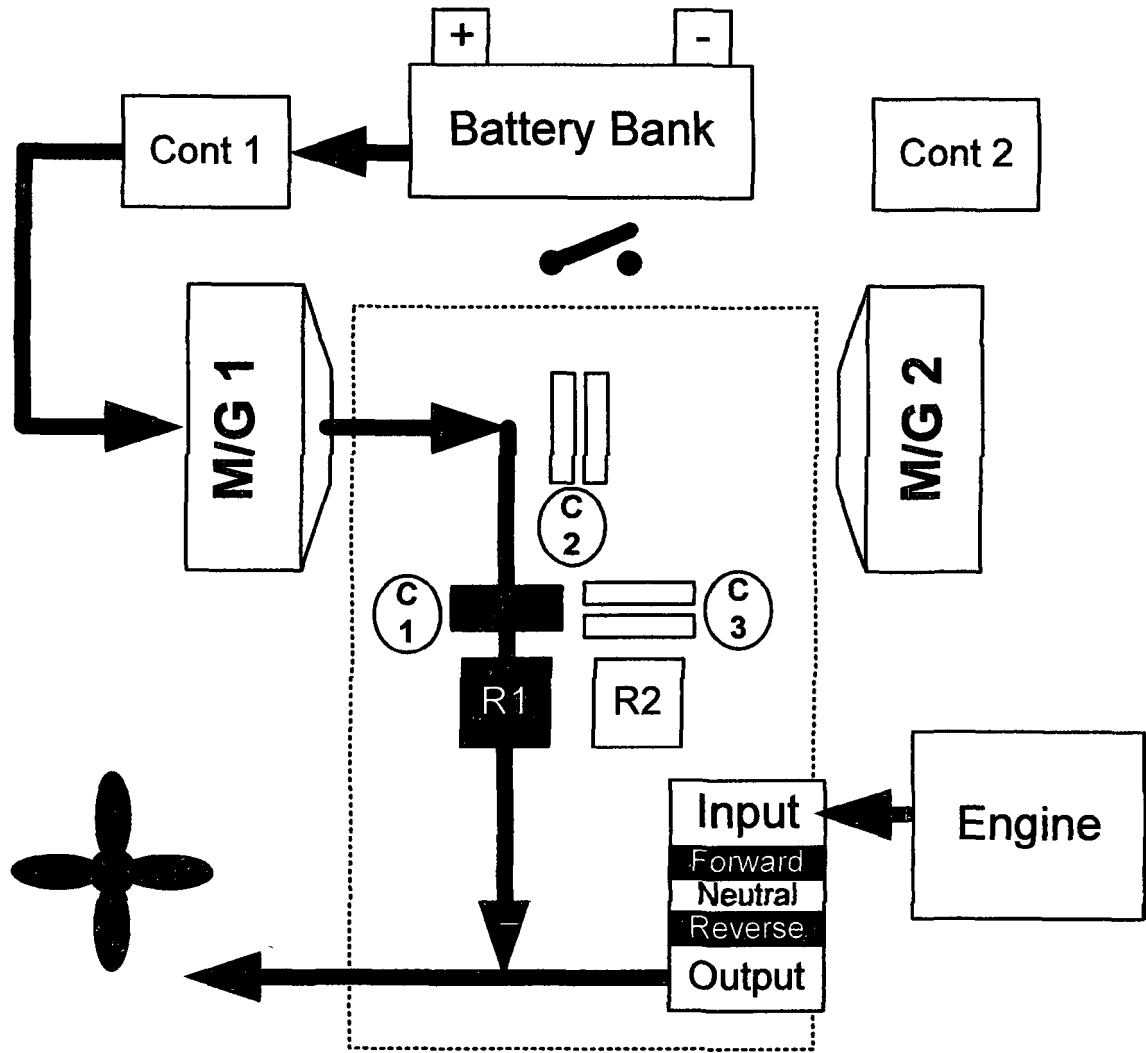 +
-
Battery Bank
Cont 1
Cont 2
M/G 1
M/G 2
C
2
C
1
C
3
R1
R2
Input
Forward
Neutral
Reverse
Output
Engine